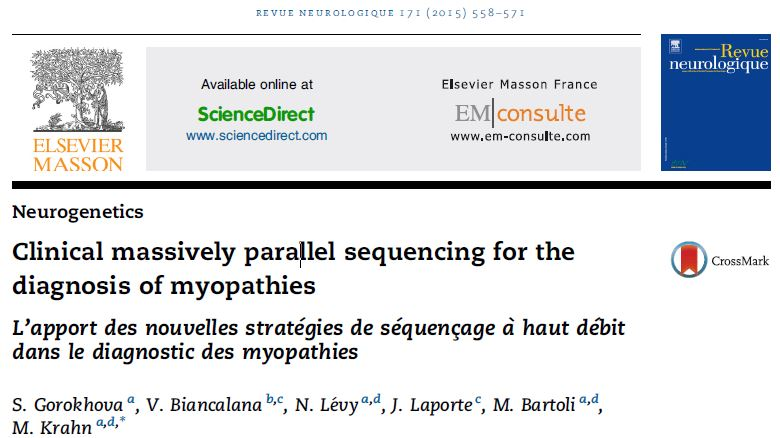 REVUE NEUROLOGIQUE 171 (2015) 558–571
ELSEVIER
MASSON
Available online at
ScienceDirect
www.sciencedirect.com
Elsevier Masson France
EM|consulte
www.em-consulte.com
Revue
neurologique
Neurogenetics
Clinical massively parallel sequencing for the
diagnosis of myopathies
CrossMark
L'apport des nouvelles stratégies de séquençage à haut débit
dans le diagnostic des myopathies
S. Gorokhova a, V. Biancalana b,c, N. Lévy a,d, J. Laporte c, M. Bartoli a,d,
M. Krahn a,d,*